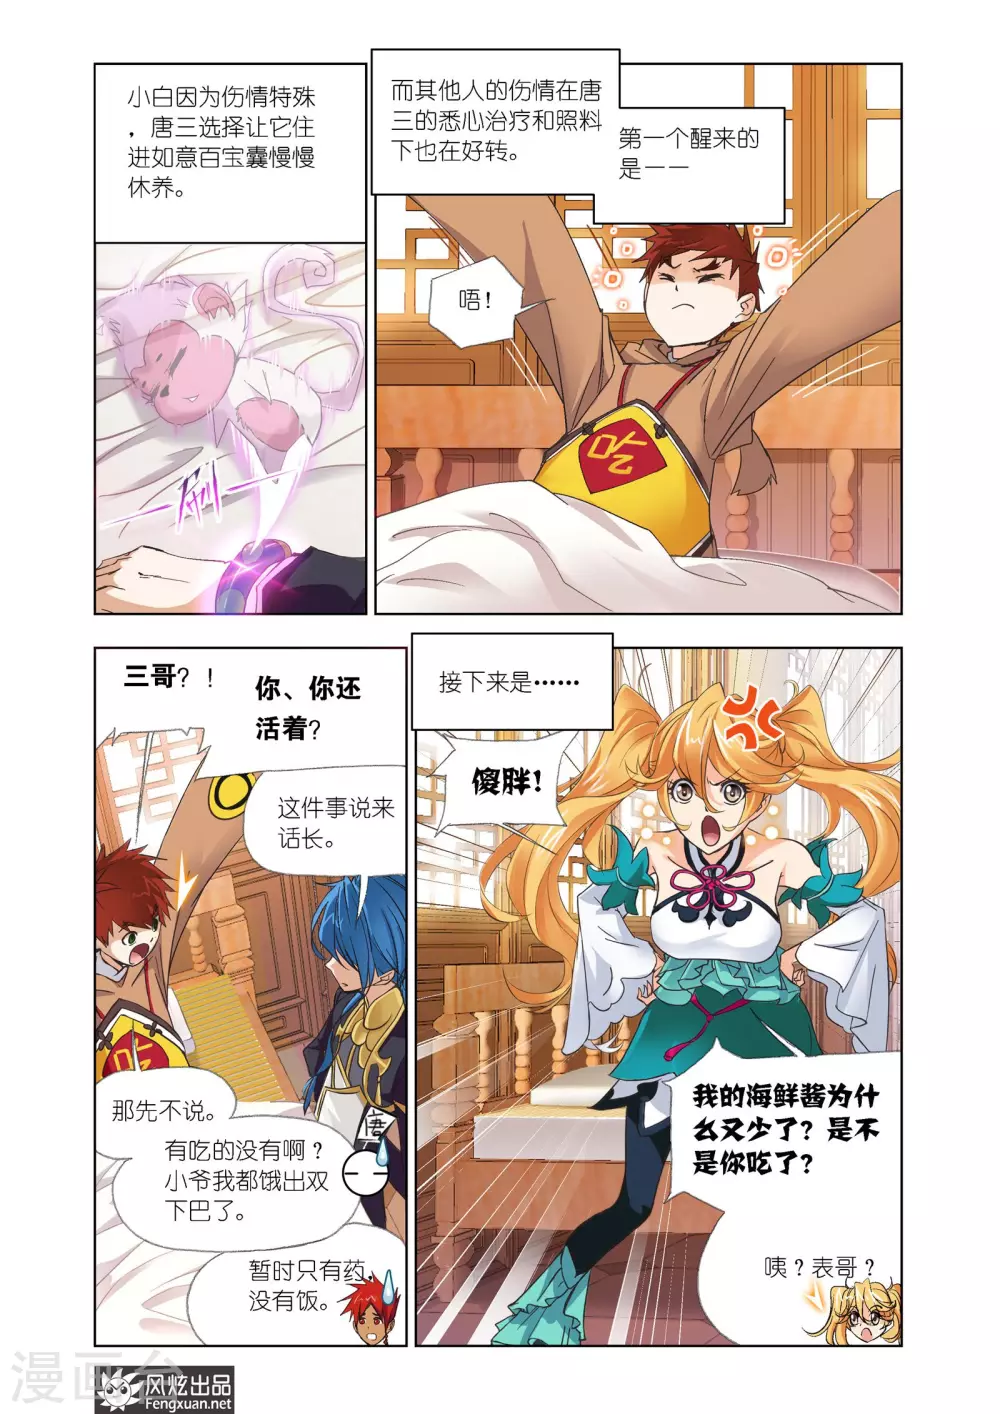 小白因为伤情特殊
，唐三选择让它住
进如意百宝囊慢慢
休养。
而其他人的伤情在唐
三的悉心治疗和照料
下也在好转。
第一个醒来的
是——
唔！
吃
刷
三哥？！
你、你还
活着？
这件事说来
话长。
吃
唐
那先不说。
有吃的没有啊？
小爷我都饿出双
下巴了。
暂时只有药，
没有饭。
接下来是……
傻胖！
我的海鲜酱为什
么又少了？是不
是你吃了？
咦？表哥？
漫画台
风炫出品
Fengxuan.net